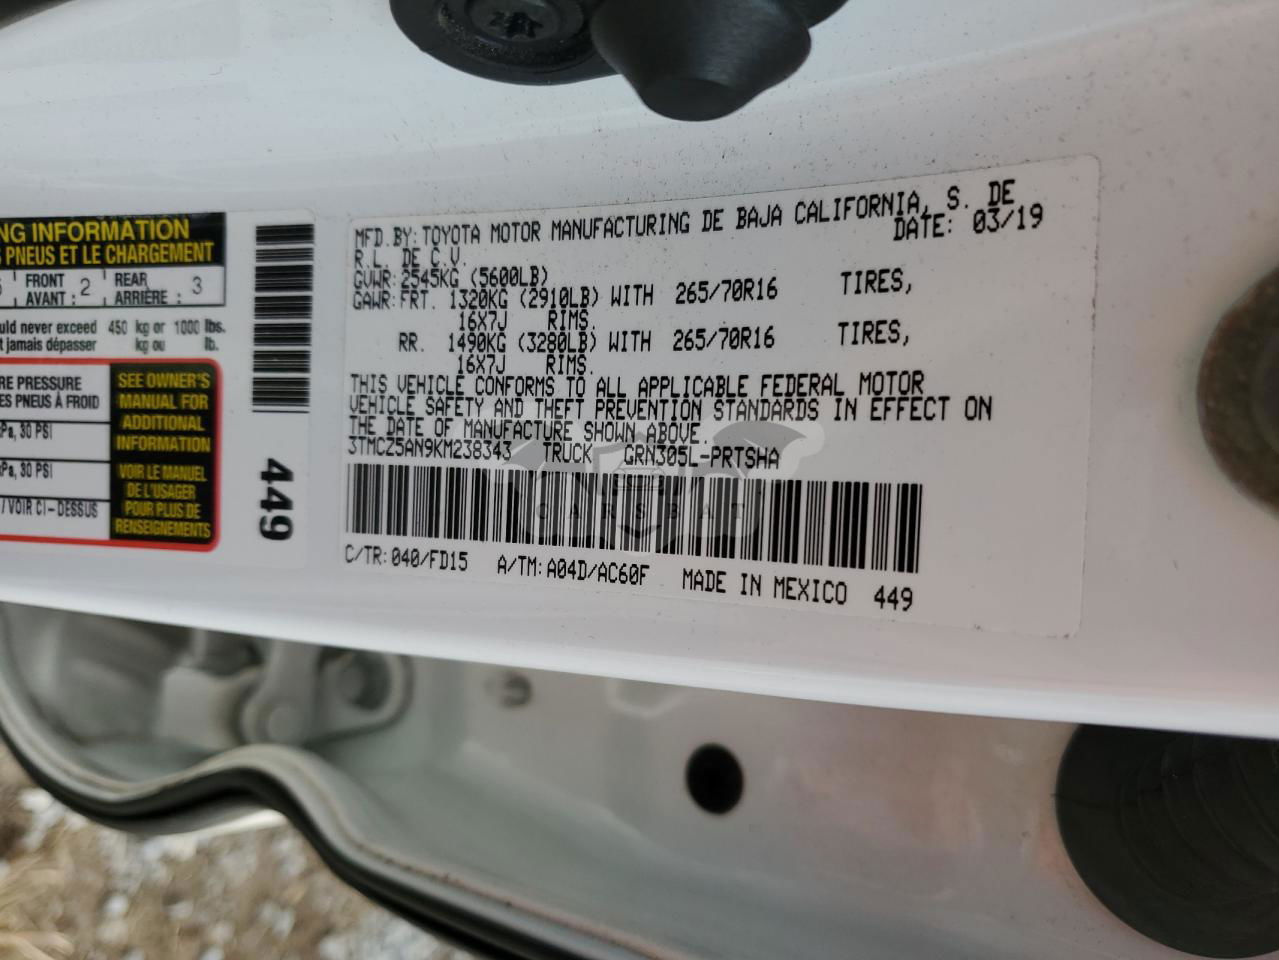 NG INFORMATION
PNEUS ET LE CHARGEMENT
FRONT
AVANT : 2
REAR
ARRIÈRE : 3
never exceed 450 kg or 1000 lbs.
jamais dépasser kg ou lb.
PRESSURE
PNEUS À FROID
30 PSI
30 PSI
/ VOIR CI - DESSUS
SEE OWNER'S
MANUAL FOR
ADDITIONAL
INFORMATION
VOIR LE MANUEL
DE L'USAGER
POUR PLUS DE
RENSEIGNEMENTS
449
MFD.BY: TOYOTA MOTOR MANUFACTURING DE BAJA CALIFORNIA, S. DE
R.L. DE C.V. DATE: 03/19
GVWR: 2545KG (5600LB)
GAWR: FRT. 1320KG (2910LB) WITH 265/70R16 TIRES,
16X7J RIMS.
RR. 1490KG (3280LB) WITH 265/70R16 TIRES,
16X7J RIMS.
THIS VEHICLE CONFORMS TO ALL APPLICABLE FEDERAL MOTOR
VEHICLE SAFETY AND THEFT PREVENTION STANDARDS IN EFFECT ON
THE DATE OF MANUFACTURE SHOWN ABOVE.
3TMCZ5AN9KM238343 TRUCK GRN305L-PRTSHA
CARSBAT
C/TR: 040/FD15 A/TM: A04D/AC60F MADE IN MEXICO 449